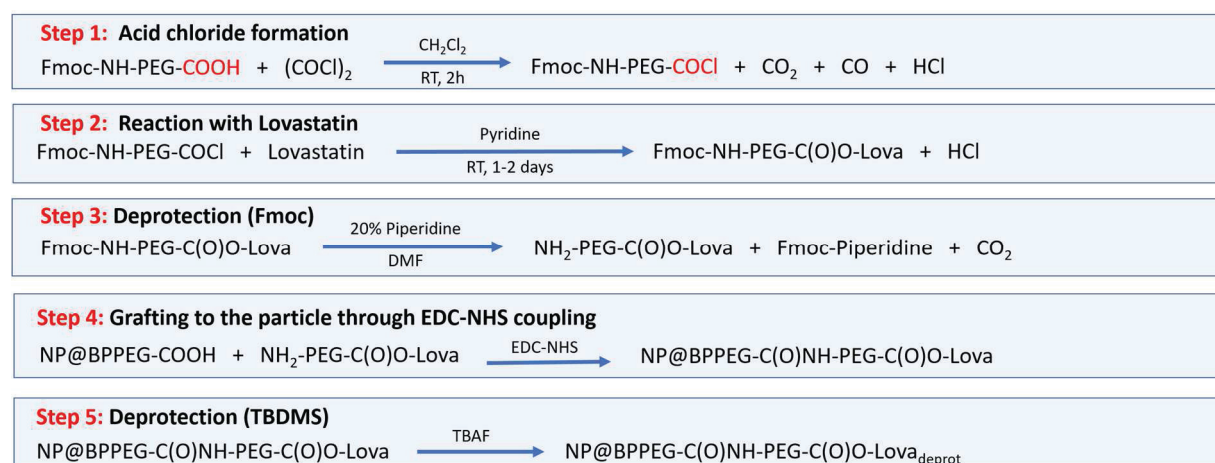 Step 1: Acid chloride formation
Fmoc-NH-PEG-COOH + (COCl)₂ CH₂Cl₂ RT, 2h Fmoc-NH-PEG-COCl + CO₂ + CO + HCl
Step 2: Reaction with Lovastatin
Fmoc-NH-PEG-COCl + Lovastatin Pyridine RT, 1-2 days Fmoc-NH-PEG-C(O)O-Lova + HCl
Step 3: Deprotection (Fmoc)
Fmoc-NH-PEG-C(O)O-Lova 20% Piperidine DMF NH₂-PEG-C(O)O-Lova + Fmoc-Piperidine + CO₂
Step 4: Grafting to the particle through EDC-NHS coupling
NP@BPPEG-COOH + NH₂-PEG-C(O)O-Lova EDC-NHS NP@BPPEG-C(O)NH-PEG-C(O)O-Lova
Step 5: Deprotection (TBDMS)
NP@BPPEG-C(O)NH-PEG-C(O)O-Lova TBAF NP@BPPEG-C(O)NH-PEG-C(O)O-Lova deprot